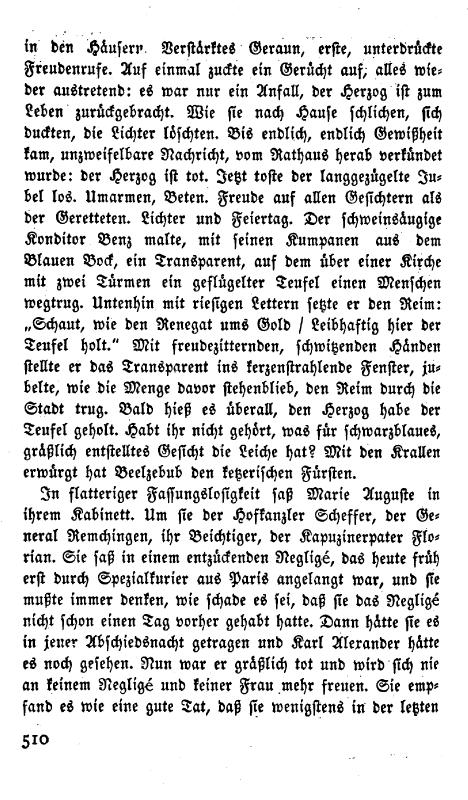 in den Häusern. Verstärktes Geraun, erste, unterdrückte
Freudenrufe. Auf einmal zuckte ein Gerücht auf, alles wie-
der austretend: es war nur ein Anfall, der Herzog ist zum
Leben zurückgebracht. Wie sie nach Hause schlichen, sich
duckten, die Lichter löschten. Bis endlich, endlich Gewißheit
kam, unzweifelbare Nachricht, vom Rathaus herab verkündet
wurde: der Herzog ist tot. Jetzt toste der langgezügelte Ju-
bel los. Umarmen, Beten. Freude auf allen Gesichtern als
der Geretteten. Lichter und Feiertag. Der schweinsäugige
Konditor Benz malte, mit seinen Kumpanen aus dem
Blauen Bock, ein Transparent, auf dem über einer Kirche
mit zwei Türmen ein geflügelter Teufel einen Menschen
wegtrug. Untenhin mit riesigen Lettern setzte er den Reim:
„Schaut, wie den Renegat ums Gold / Leibhaftig hier der
Teufel holt.“ Mit freudezitternden, schwitzenden Händen
stellte er das Transparent ins kerzenstrahlende Fenster, ju-
belte, wie die Menge davor stehenblieb, den Reim durch die
Stadt trug. Bald hieß es überall, den Herzog habe der
Teufel geholt. Habt ihr nicht gehört, was für schwarzblaues,
gräßlich entstelltes Gesicht die Leiche hat? Mit den Krallen
erwürgt hat Beelzebub den ketzerischen Fürsten.
In flatteriger Fassungslosigkeit saß Marie Auguste in
ihrem Kabinett. Um sie der Hofkanzler Scheffer, der Ge-
neral Remchingen, ihr Beichtiger, der Kapuzinerpater Flo-
rian. Sie saß in einem entzückenden Negligé, das heute früh
erst durch Spezialkurier aus Paris angelangt war, und sie
mußte immer denken, wie schade es sei, daß sie das Negligé
nicht schon einen Tag vorher gehabt hatte. Dann hätte sie es
in jener Abschiedsnacht getragen und Karl Alexander hätte
es noch gesehen. Nun war er gräßlich tot und wird sich nie
an keinem Negligé und keiner Frau mehr freuen. Sie emp-
fand es wie eine gute Tat, daß sie wenigstens in der letzten
510